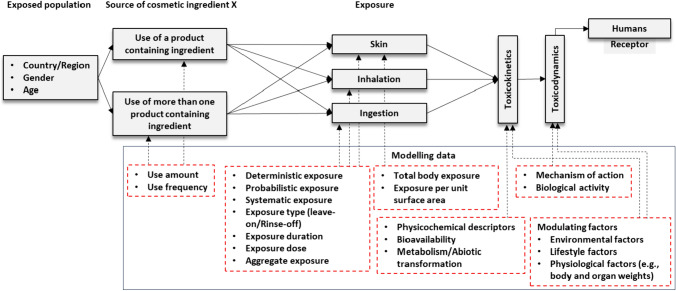 Exposed population
Source of cosmetic ingredient X
Exposure
Humans
Receptor
Use of a product
containing ingredient
Skin
• Country/Region
• Gender
• Age
Inhalation
Toxicokinetics
Toxicodynamics
Use of more than one
product containing
ingredient
Ingestion
Modelling data
• Use amount
• Use frequency
• Deterministic exposure
• Probabilistic exposure
• Systematic exposure
• Exposure type (leave-
on/Rinse-off)
• Exposure duration
• Exposure dose
• Aggregate exposure
• Total body exposure
• Exposure per unit
surface area
• Physicochemical descriptors
• Bioavailability
• Metabolism/Abiotic
transformation
• Mechanism of action
• Biological activity
Modulating factors
• Environmental factors
• Lifestyle factors
• Physiological factors (e.g.,
body and organ weights)